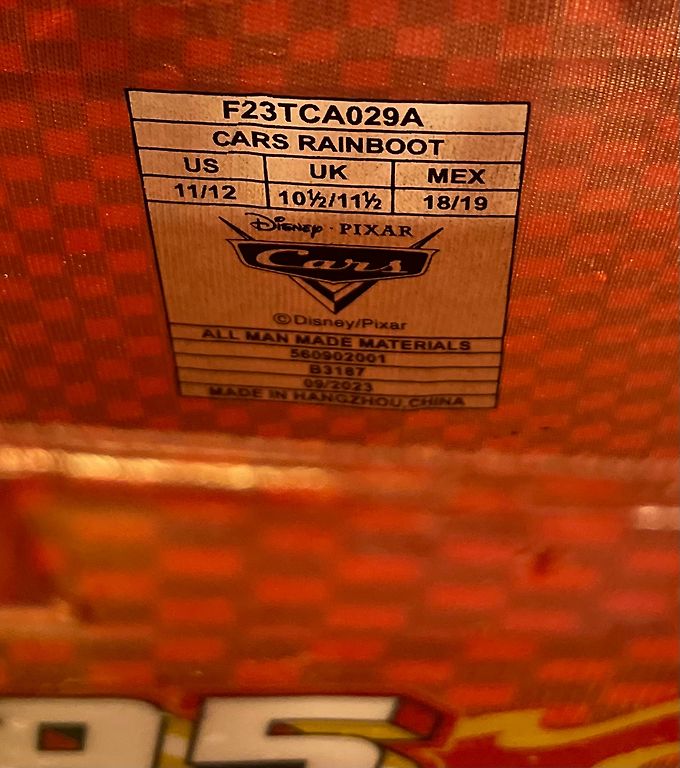 F23TCA029A
CARS RAINBOOT
US UK MEX
11/12 10½/11½ 18/19
Disney · PIXAR
Cars
©Disney/Pixar
ALL MAN MADE MATERIALS
560902001
B3187
09/2023
MADE IN HANGZHOU,CHINA
95